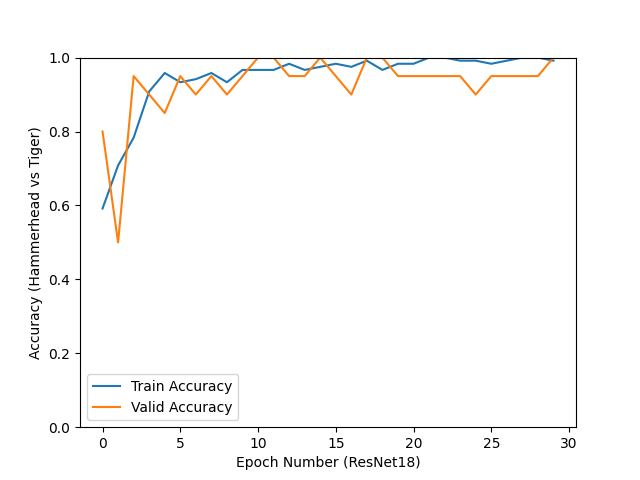 1.0
0.8
0.6
0.4
0.2
0.0
Accuracy (Hammerhead vs Tiger)
Train Accuracy
Valid Accuracy
0 5 10 15 20 25 30
Epoch Number (ResNet18)